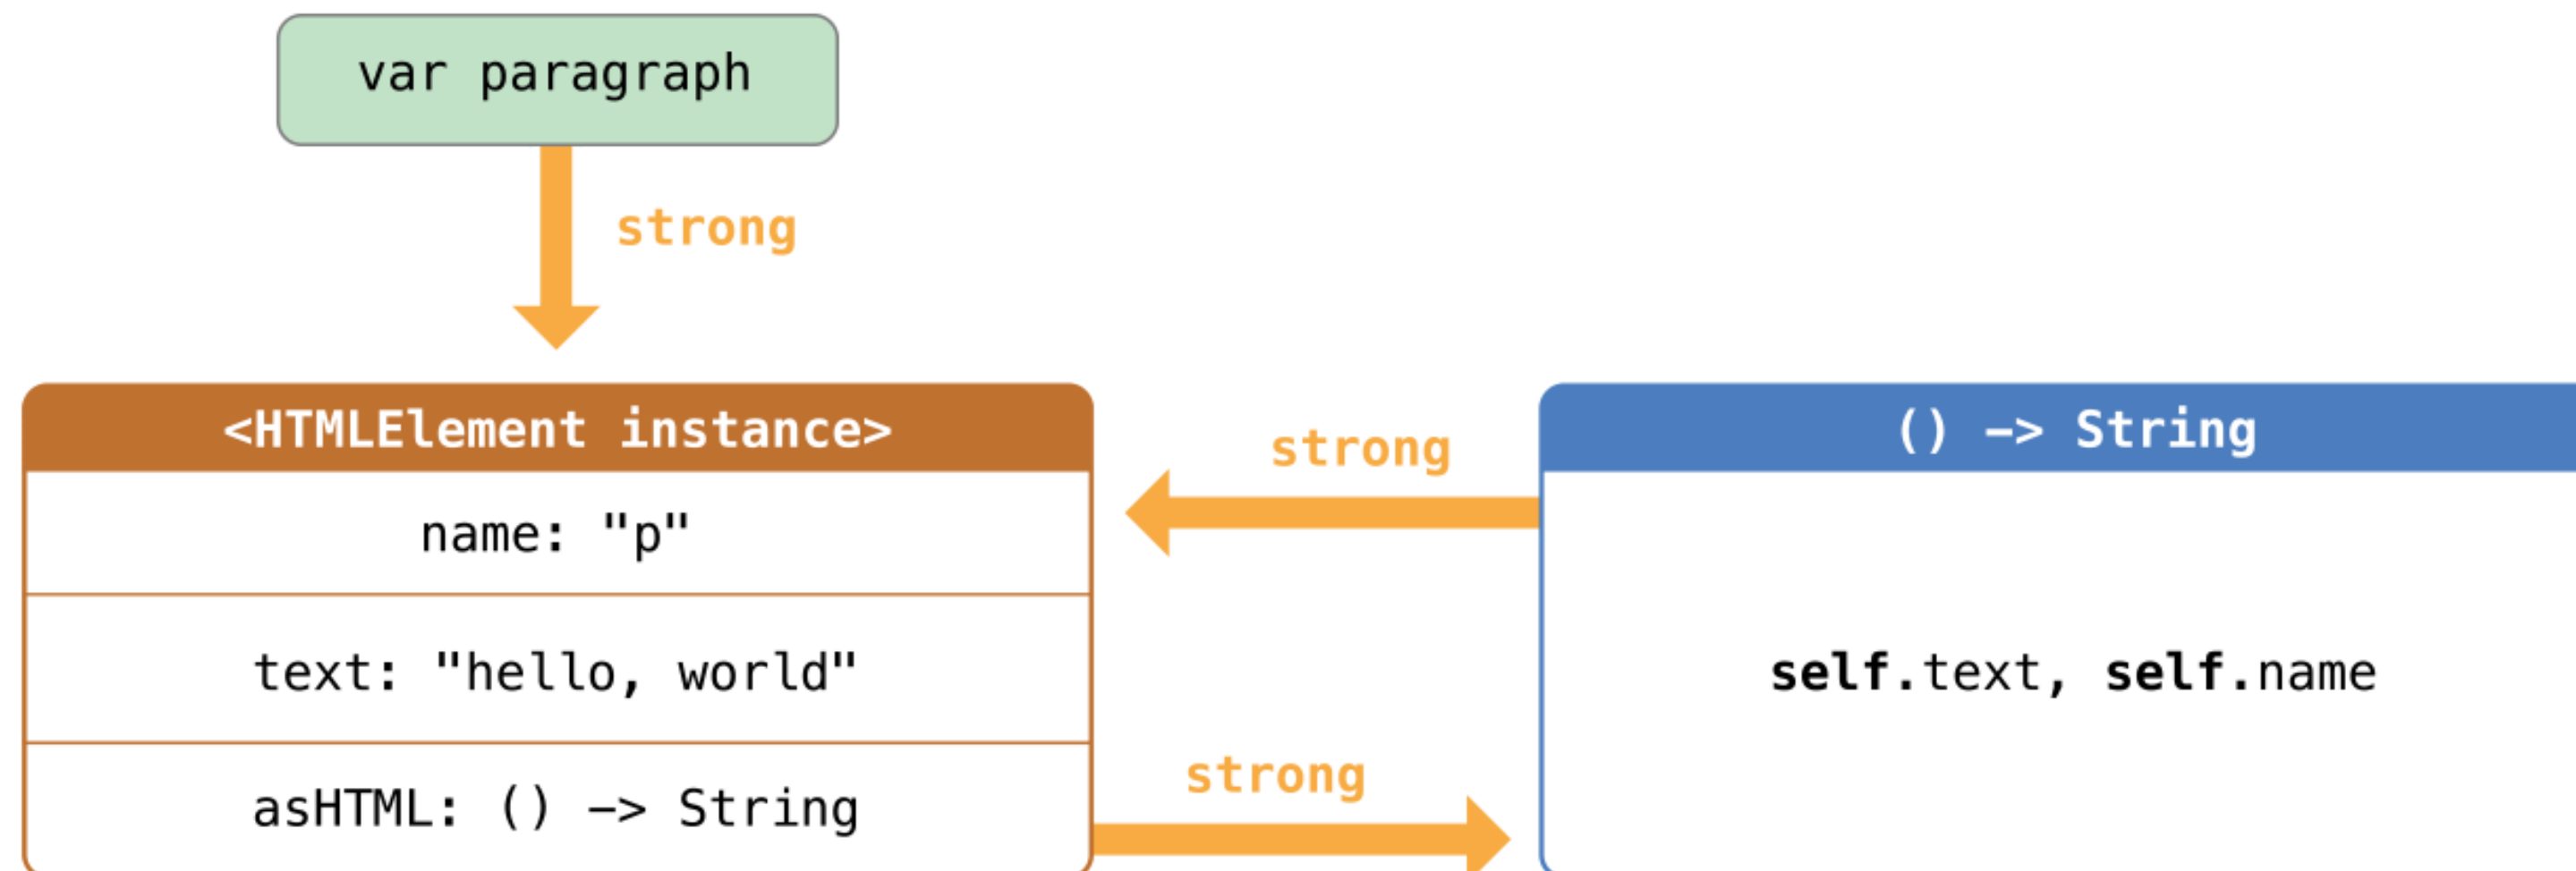 var paragraph
strong
<HTMLElement instance>
strong
() -> String
name: "p"
text: "hello, world"
self.text, self.name
strong
asHTML: () -> String